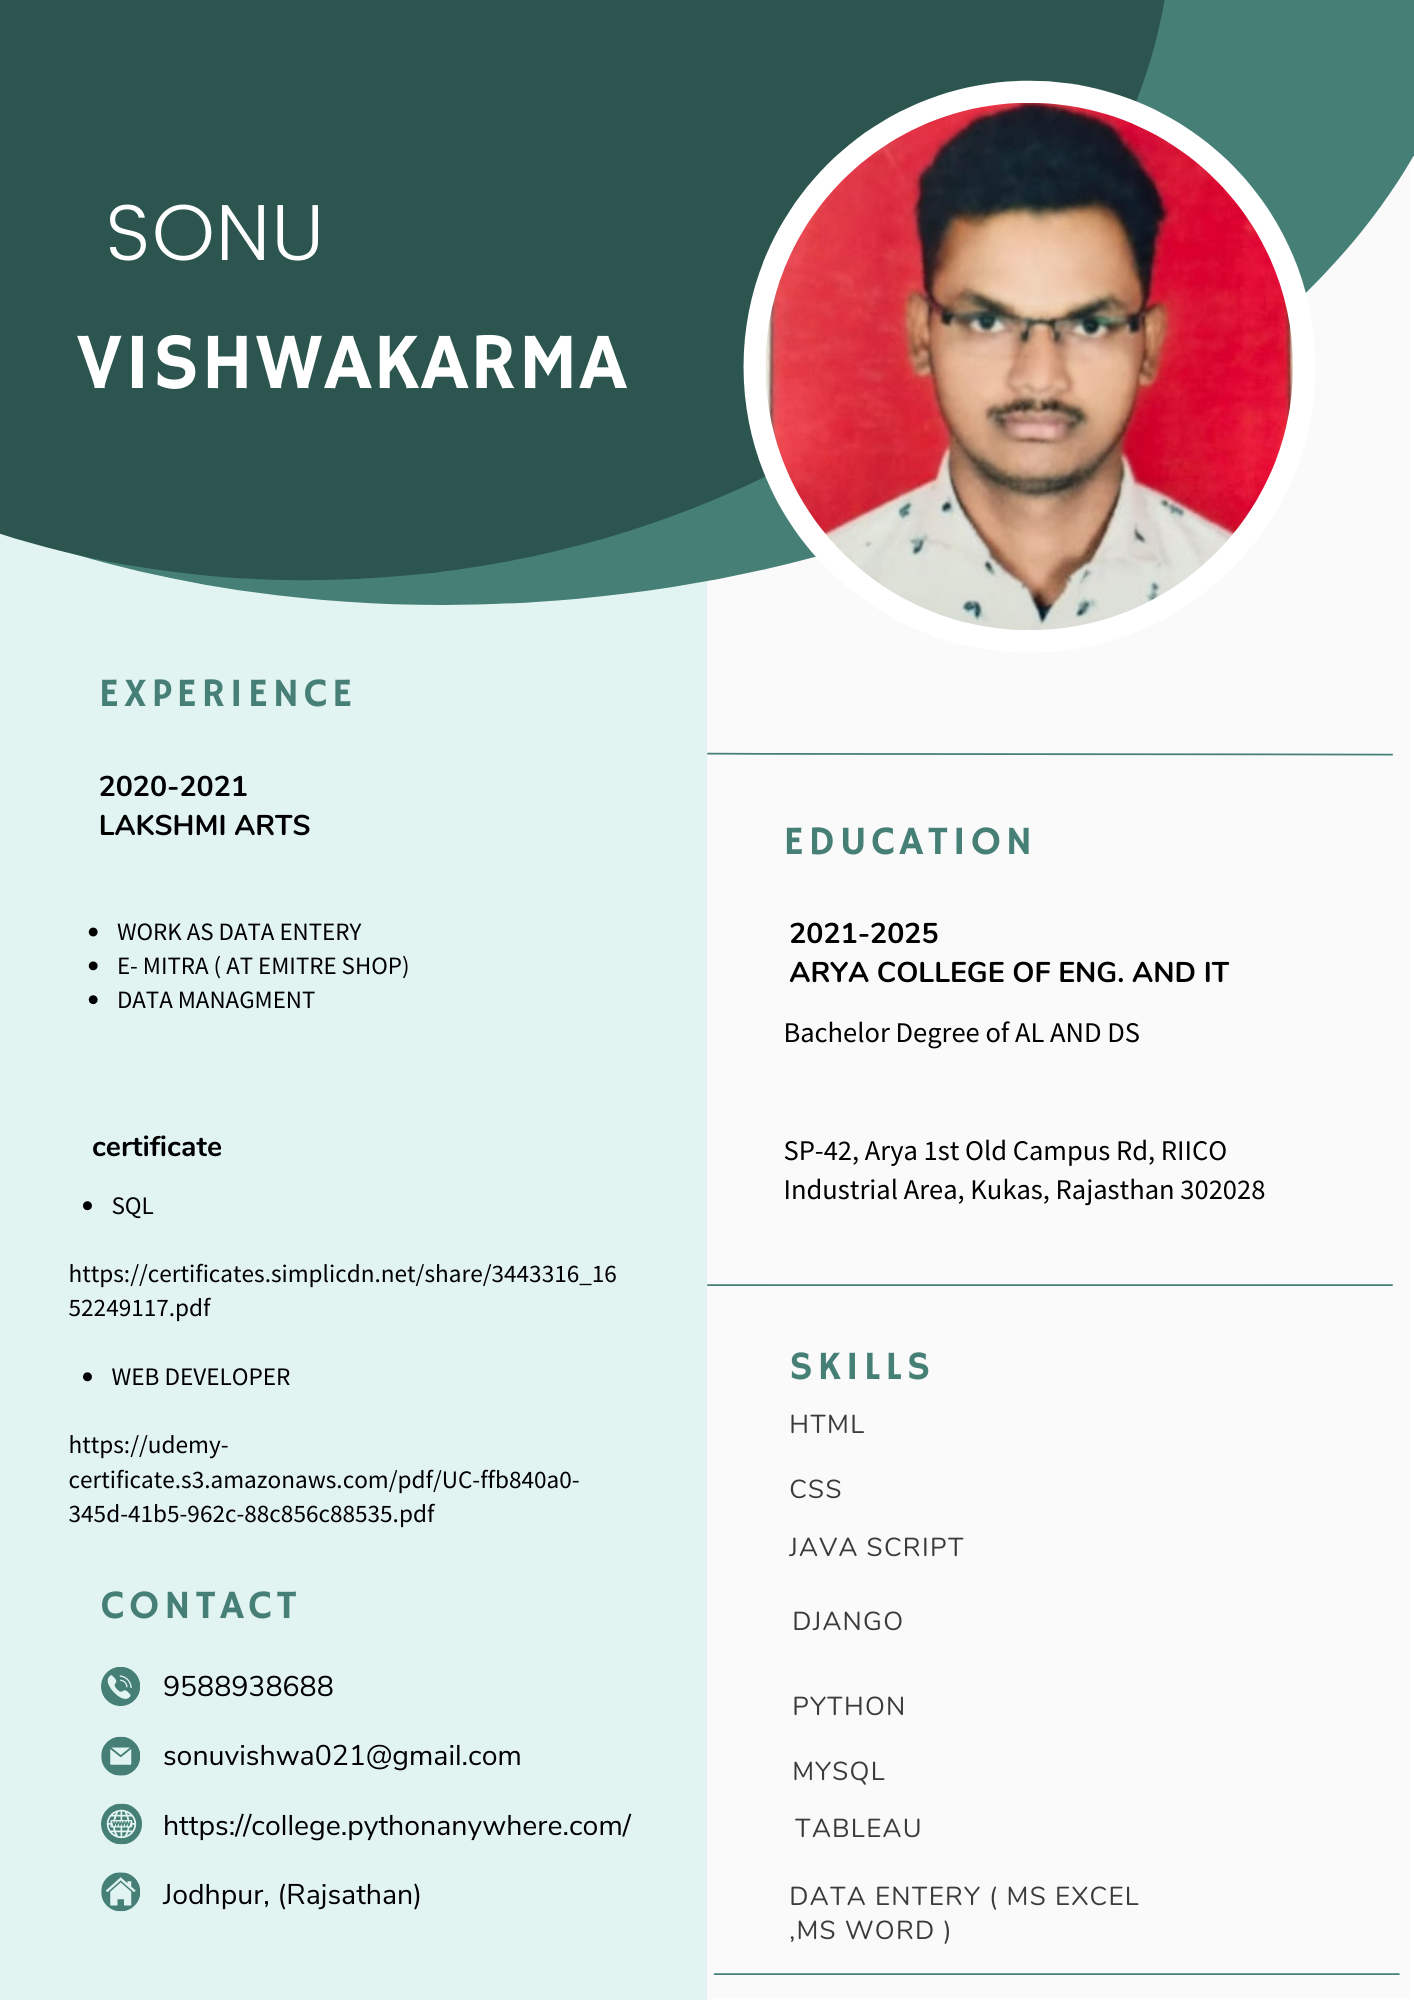 SONU
VISHWAKARMA
EXPERIENCE
2020-2021
LAKSHMI ARTS
• WORK AS DATA ENTERY
• E- MITRA ( AT EMITRE SHOP)
• DATA MANAGMENT
certificate
• SQL
https://certificates.simplicdn.net/share/3443316_16
52249117.pdf
• WEB DEVELOPER
https://udemy-
certificate.s3.amazonaws.com/pdf/UC-ffb840a0-
345d-41b5-962c-88c856c88535.pdf
CONTACT
9588938688
sonuvishwa021@gmail.com
https://college.pythonanywhere.com/
Jodhpur, (Rajsathan)
EDUCATION
2021-2025
ARYA COLLEGE OF ENG. AND IT
Bachelor Degree of AL AND DS
SP-42, Arya 1st Old Campus Rd, RIICO
Industrial Area, Kukas, Rajasthan 302028
SKILLS
HTML
CSS
JAVA SCRIPT
DJANGO
PYTHON
MYSQL
TABLEAU
DATA ENTERY ( MS EXCEL
,MS WORD )